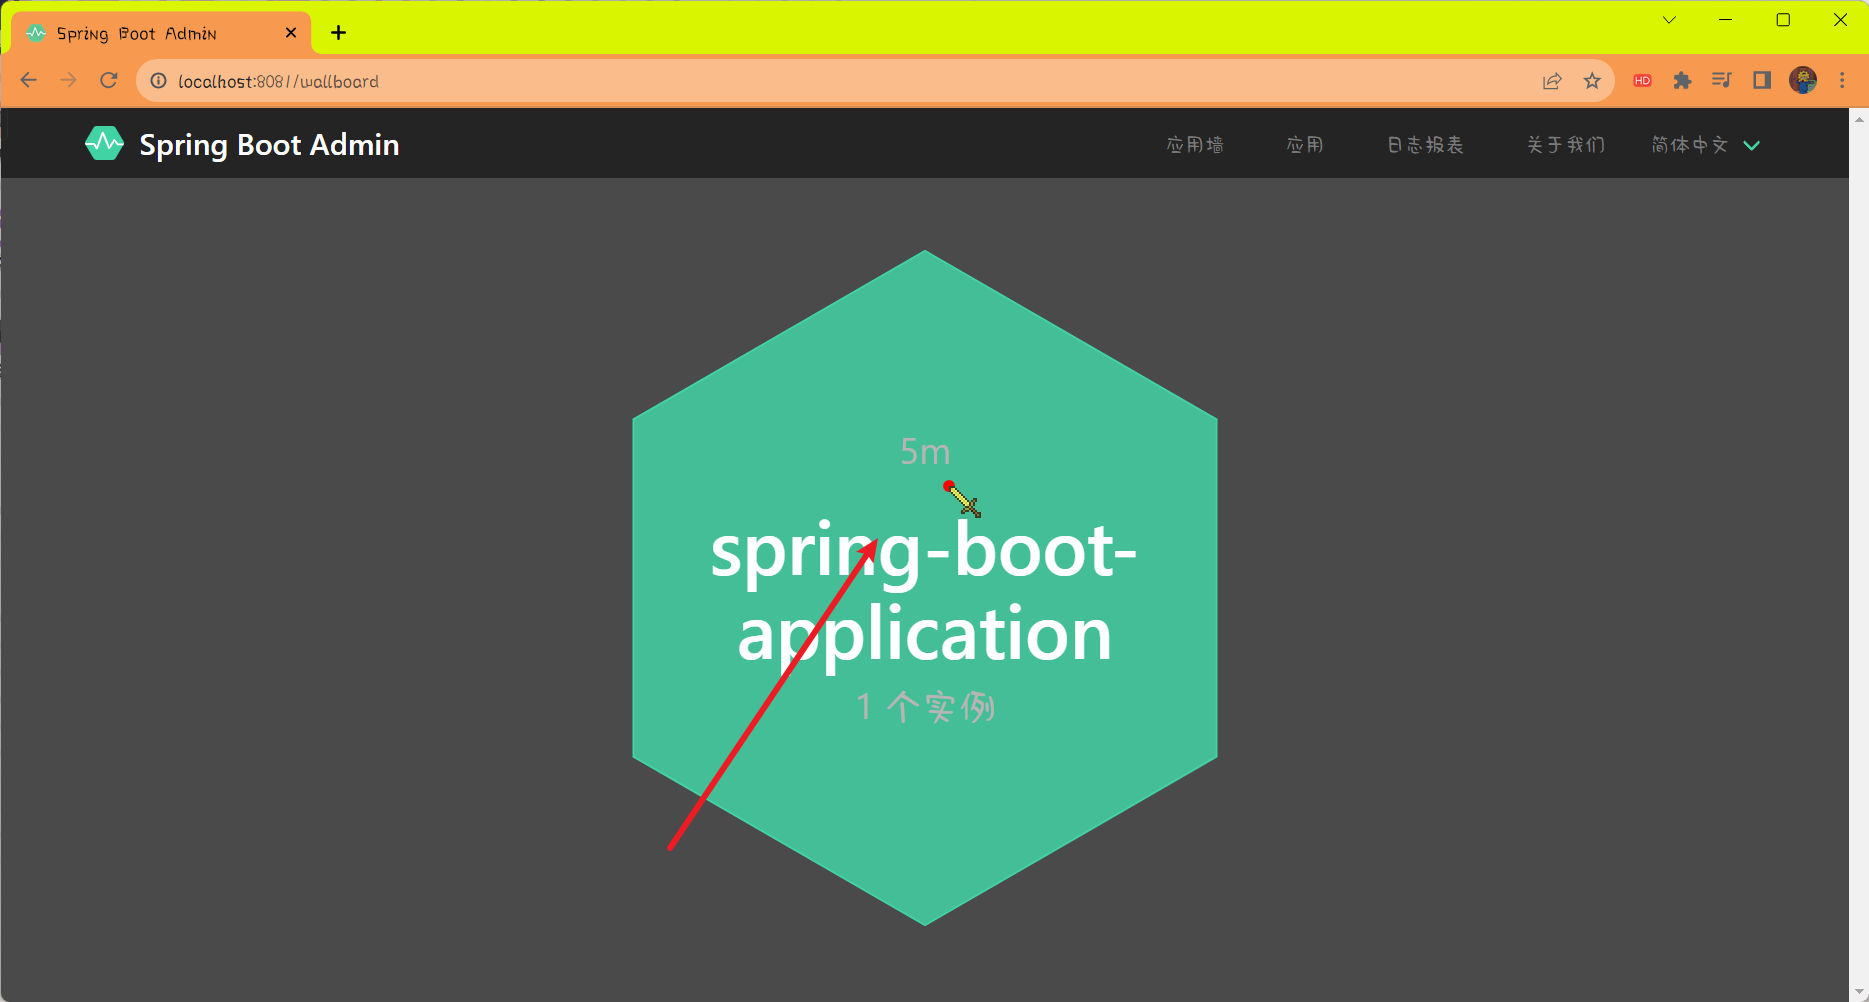 Spring Boot Admin
localhost:8081/wallboard
HD
Spring Boot Admin
应用墙 应用 日志报表 关于我们 简体中文
5m
spring-boot-
application
1 个实例